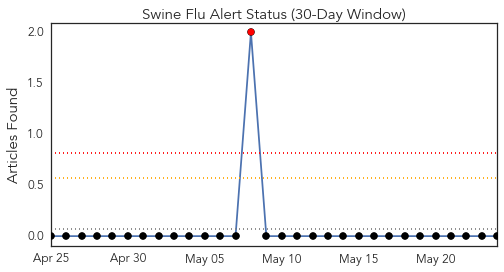 Swine Flu Alert Status (30-Day Window)
Articles Found
2.0
1.5
1.0
0.5
0.0
Apr 25 Apr 30 May 05 May 10 May 15 May 20